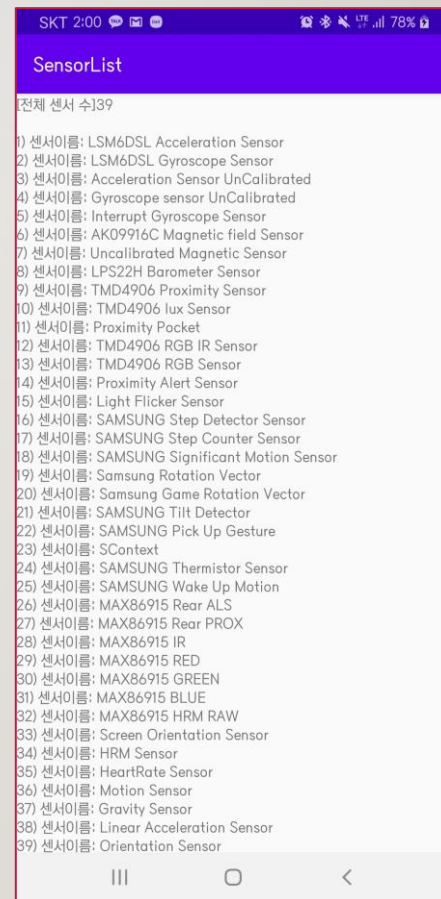 SKT 2:00
LTE 78%
SensorList
[전체 센서 수]39
1) 센서이름: LSM6DSL Acceleration Sensor
2) 센서이름: LSM6DSL Gyroscope Sensor
3) 센서이름: Acceleration Sensor UnCalibrated
4) 센서이름: Gyroscope sensor UnCalibrated
5) 센서이름: Interrupt Gyroscope Sensor
6) 센서이름: AK09916C Magnetic field Sensor
7) 센서이름: Uncalibrated Magnetic Sensor
8) 센서이름: LPS22H Barometer Sensor
9) 센서이름: TMD4906 Proximity Sensor
10) 센서이름: TMD4906 lux Sensor
11) 센서이름: Proximity Pocket
12) 센서이름: TMD4906 RGB IR Sensor
13) 센서이름: TMD4906 RGB Sensor
14) 센서이름: Proximity Alert Sensor
15) 센서이름: Light Flicker Sensor
16) 센서이름: SAMSUNG Step Detector Sensor
17) 센서이름: SAMSUNG Step Counter Sensor
18) 센서이름: SAMSUNG Significant Motion Sensor
19) 센서이름: Samsung Rotation Vector
20) 센서이름: Samsung Game Rotation Vector
21) 센서이름: SAMSUNG Tilt Detector
22) 센서이름: SAMSUNG Pick Up Gesture
23) 센서이름: SContext
24) 센서이름: SAMSUNG Thermistor Sensor
25) 센서이름: SAMSUNG Wake Up Motion
26) 센서이름: MAX86915 Rear ALS
27) 센서이름: MAX86915 Rear PROX
28) 센서이름: MAX86915 IR
29) 센서이름: MAX86915 RED
30) 센서이름: MAX86915 GREEN
31) 센서이름: MAX86915 BLUE
32) 센서이름: MAX86915 HRM RAW
33) 센서이름: Screen Orientation Sensor
34) 센서이름: HRM Sensor
35) 센서이름: HeartRate Sensor
36) 센서이름: Motion Sensor
37) 센서이름: Gravity Sensor
38) 센서이름: Linear Acceleration Sensor
39) 센서이름: Orientation Sensor